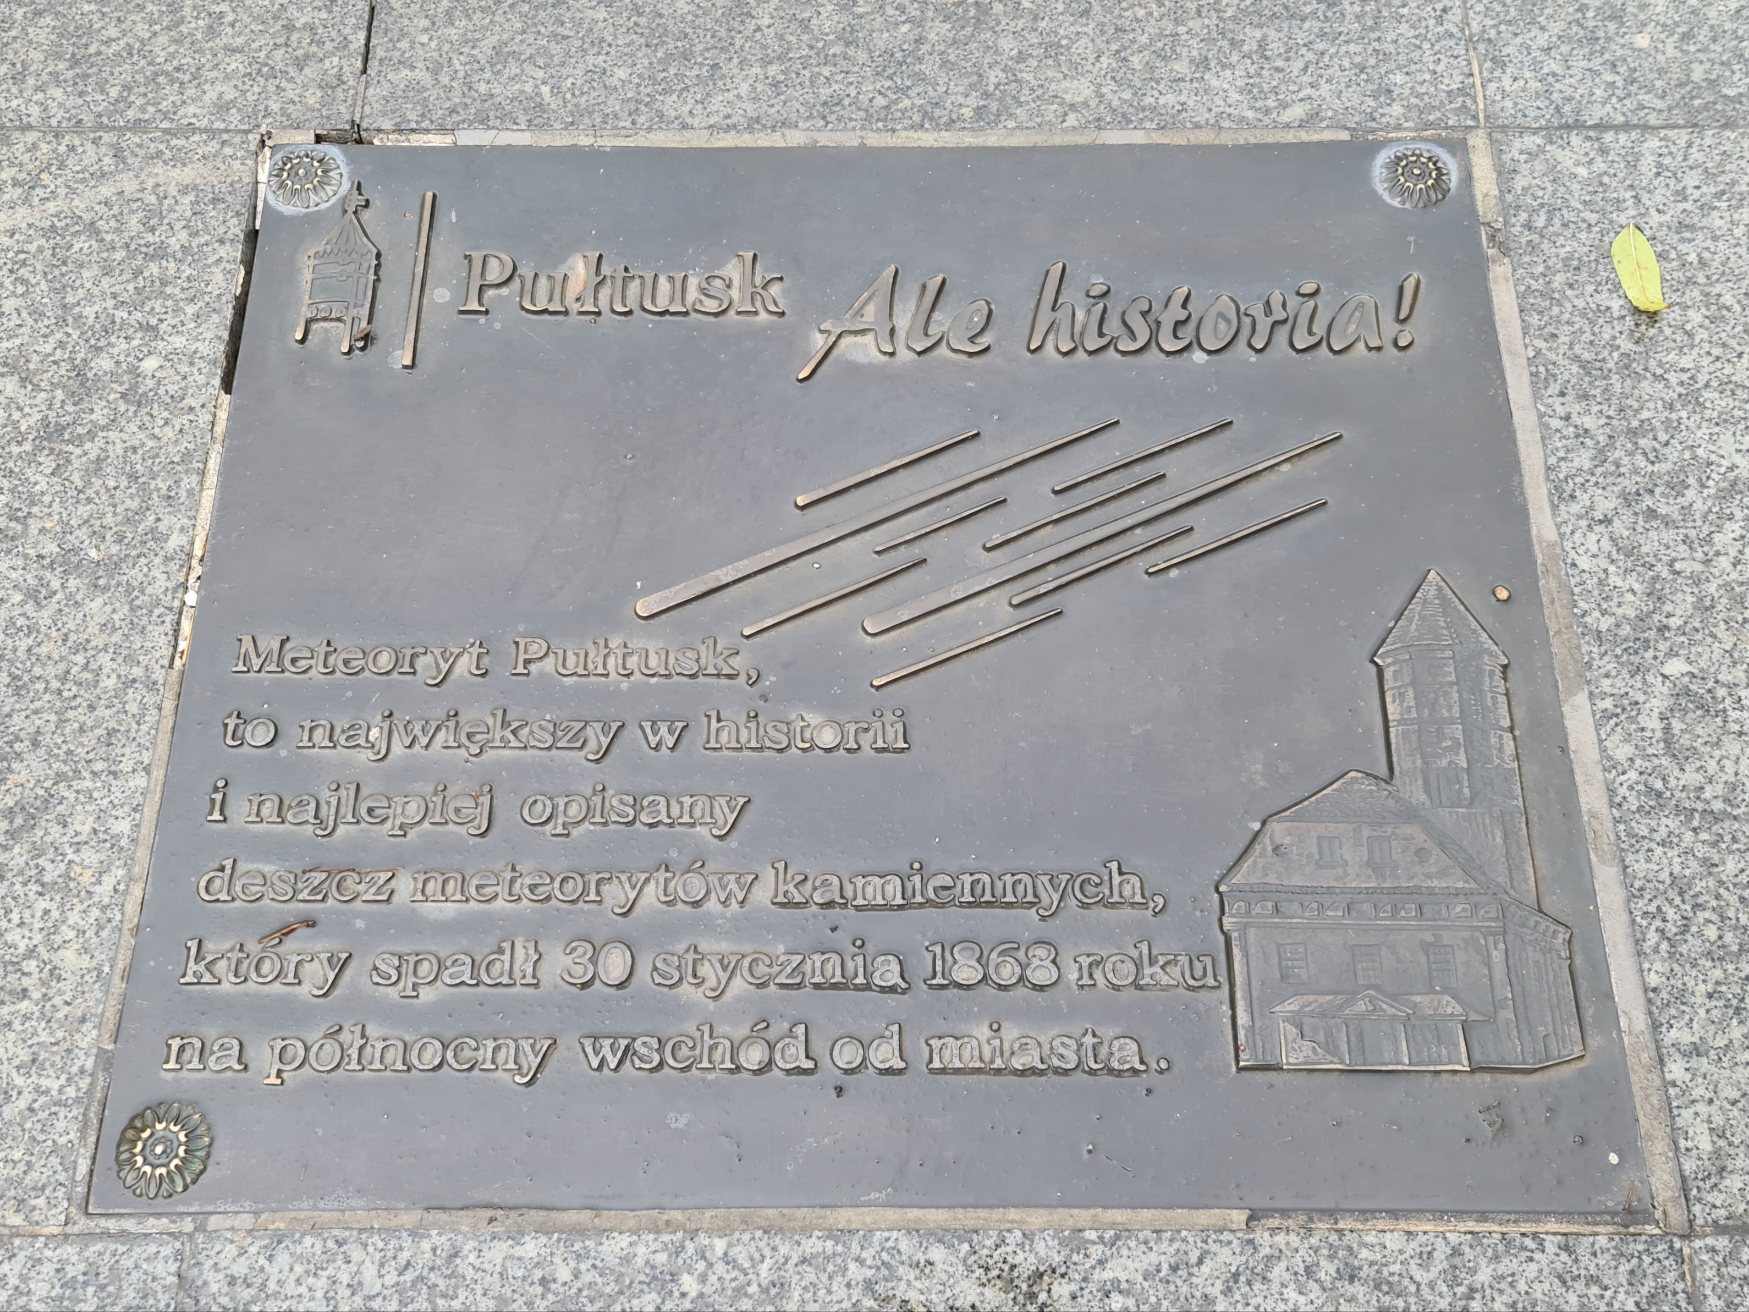 Pułtusk Ale historia!
Meteoryt Pułtusk,
to największy w historii
i najlepiej opisany
deszcz meteorytów kamiennych,
który spadł 30 stycznia 1868 roku
na północny wschód od miasta.